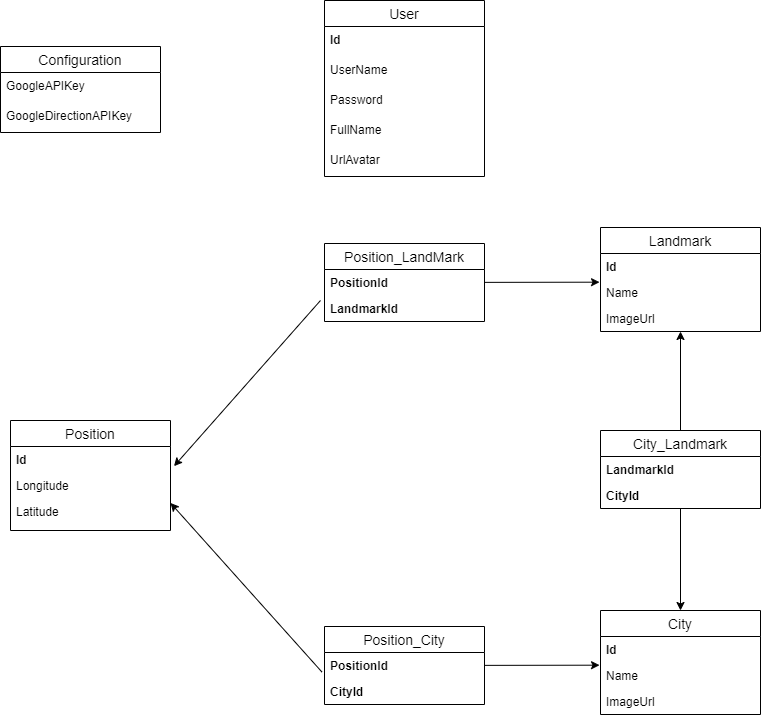 User
Id
UserName
Password
FullName
UrlAvatar
Configuration
GoogleAPIKey
GoogleDirectionAPIKey
Position_LandMark
PositionId
LandmarkId
Landmark
Id
Name
ImageUrl
Position
Id
Longitude
Latitude
City_Landmark
LandmarkId
CityId
Position_City
PositionId
CityId
City
Id
Name
ImageUrl